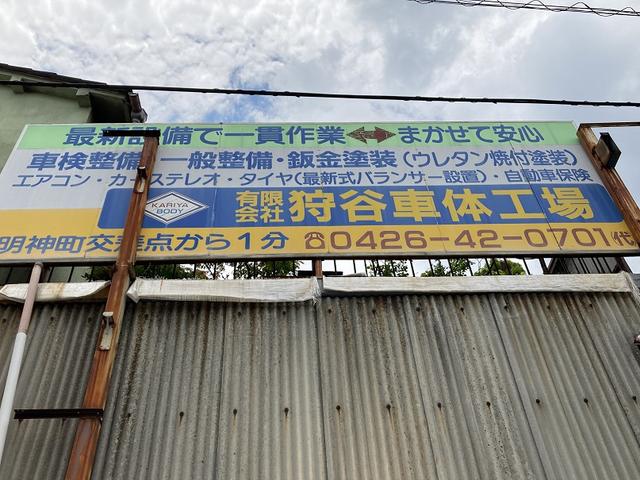 最新設備で一貫作業↔まかせて安心
車検整備・一般整備・鈑金塗装(ウレタン焼付塗装)
エアコン・カーステレオ・タイヤ(最新式バランサー設置)・自動車保険
KARIYA BODY
有限会社 狩谷車体工場
明神町交差点から1分 ☎0426-42-0701(代